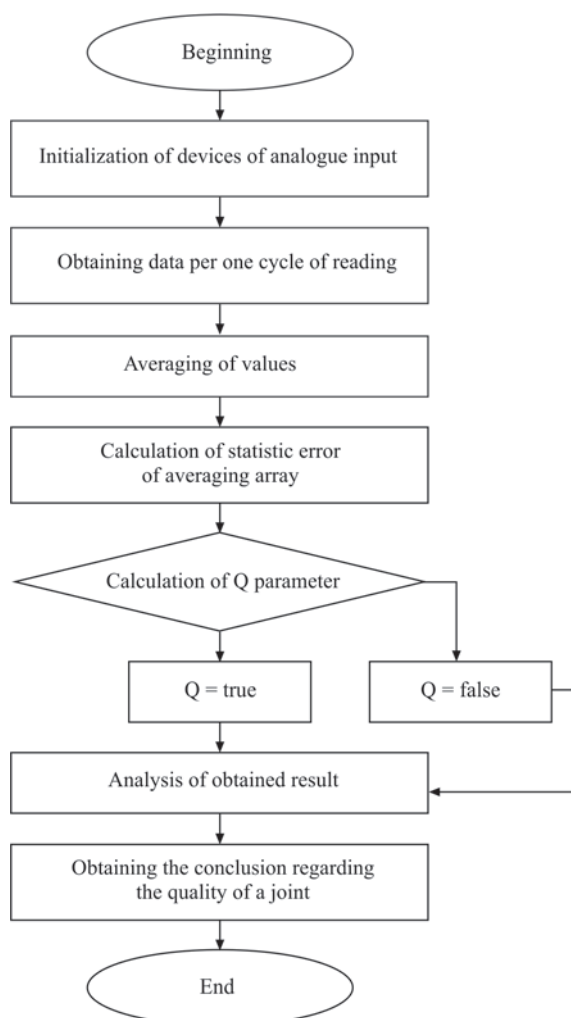 Beginning
Initialization of devices of analogue input
Obtaining data per one cycle of reading
Averaging of values
Calculation of statistic error
of averaging array
Calculation of Q parameter
Q = true
Q = false
Analysis of obtained result
Obtaining the conclusion regarding
the quality of a joint
End